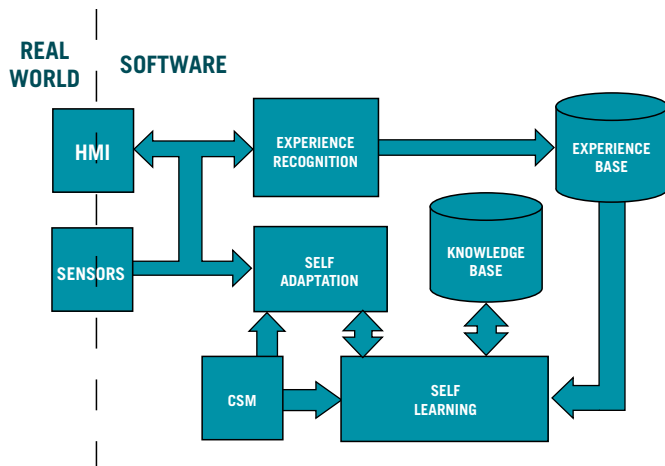 REAL
WORLD
SOFTWARE
HMI
EXPERIENCE
RECOGNITION
EXPERIENCE
BASE
SENSORS
SELF
ADAPTATION
KNOWLEDGE
BASE
CSM
SELF
LEARNING